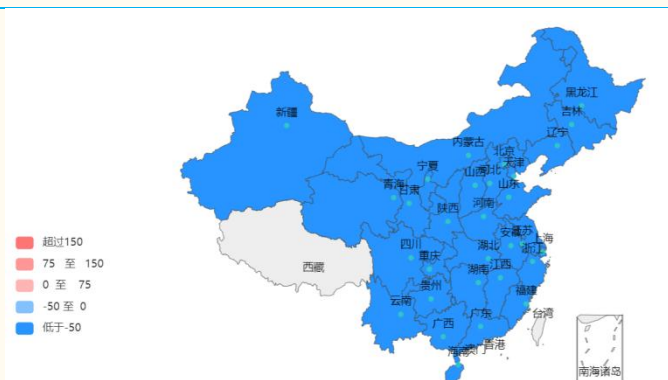 黑龙江
吉林
新疆
辽宁
内蒙古
北京
天津
宁夏
山西
河北
青海
甘肃
山东
河南
陕西
江苏
安徽
上海
浙江
四川
湖北
重庆
江西
西藏
湖南
贵州
福建
云南
广东
台湾
广西
香港
澳门
海南
南海诸岛
超过150
75 至 150
0 至 75
-50 至 0
低于-50